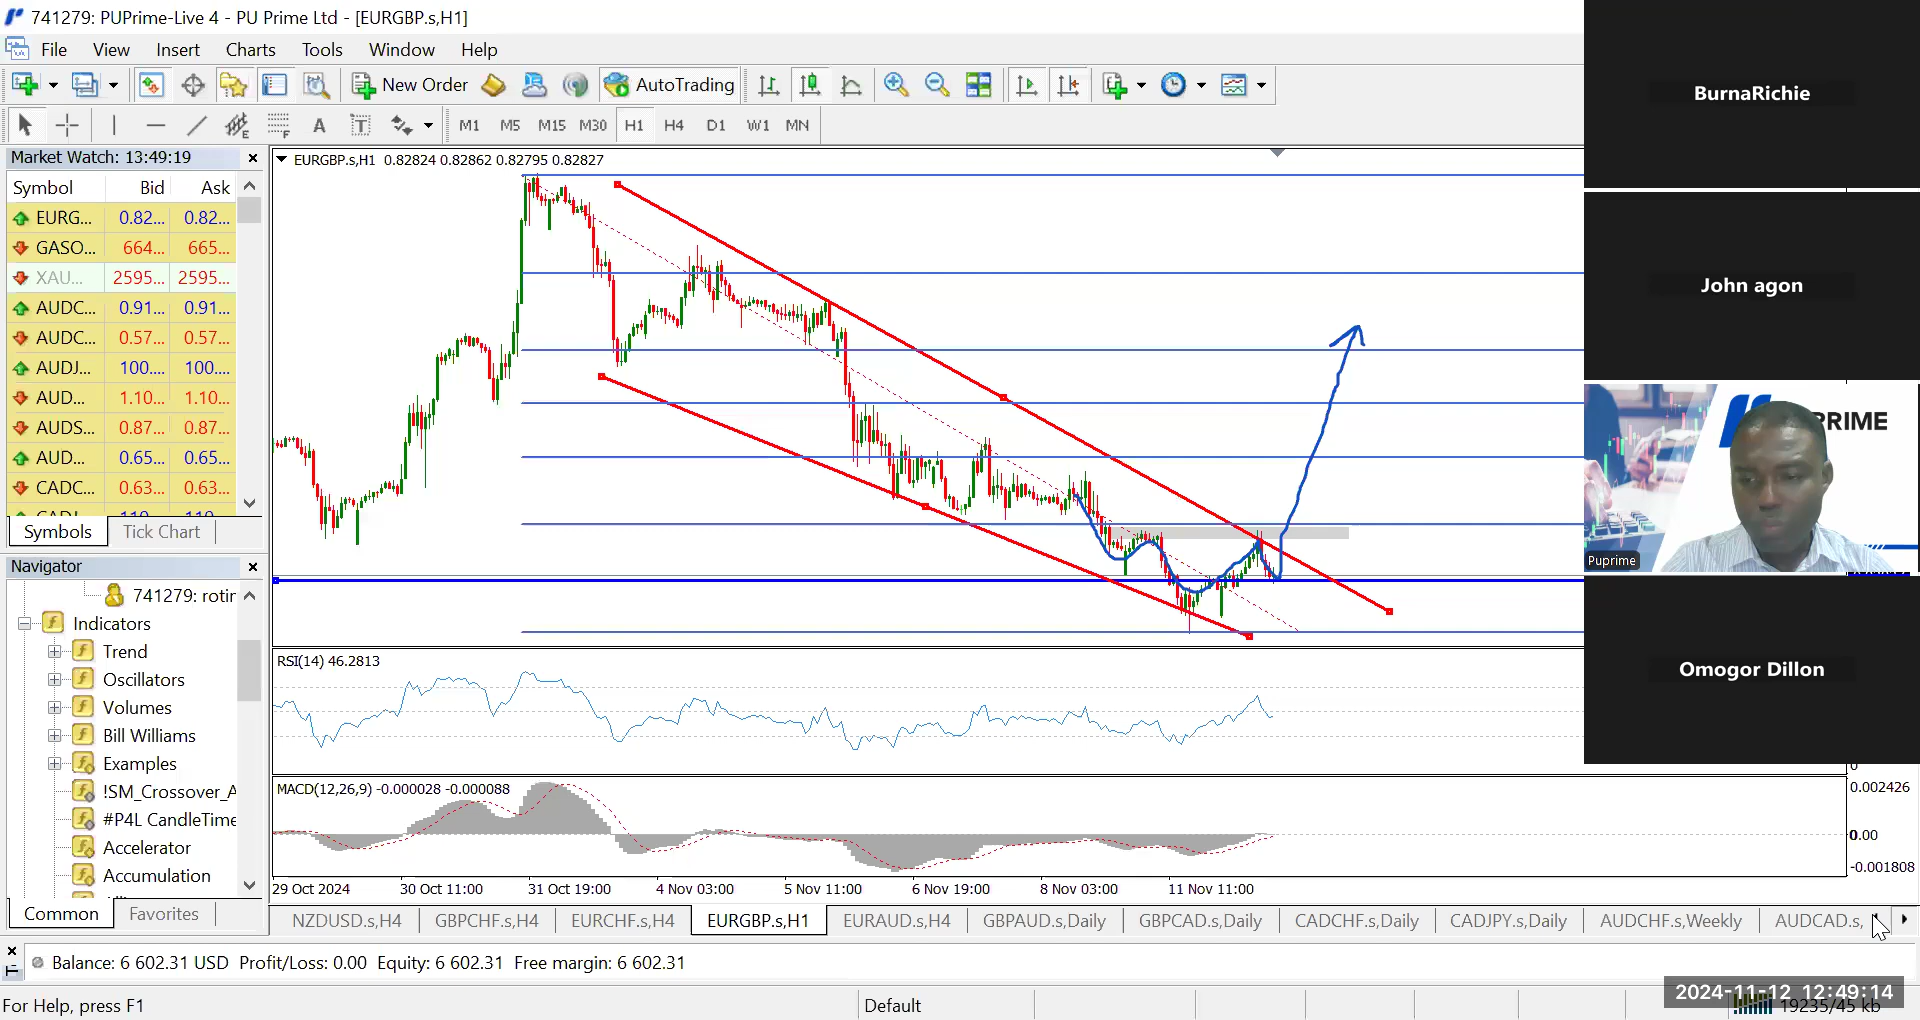 741279: PUPrime-Live 4 - PU Prime Ltd - [EURGBP.s,H1]
File View Insert Charts Tools Window Help
New Order AutoTrading
A T M1 M5 M15 M30 H1 H4 D1 W1 MN
Market Watch: 13:49:19
Symbol Bid Ask
EURG... 0.82... 0.82...
GASO... 664... 665...
XAU... 2595... 2595...
AUDC... 0.91... 0.91...
AUDC... 0.57... 0.57...
AUDJ... 100.... 100....
AUD... 1.10... 1.10...
AUDS... 0.87... 0.87...
AUD... 0.65... 0.65...
CADC... 0.63... 0.63...
Symbols Tick Chart
Navigator
741279: rotir
Indicators
Trend
Oscillators
Volumes
Bill Williams
Examples
!SM_Crossover_A
#P4L CandleTime
Accelerator
Accumulation
Common Favorites
EURGBP.s,H1 0.82824 0.82862 0.82795 0.82827
RSI(14) 46.2813
0
MACD(12,26,9) -0.000028 -0.000088
0.002426
0.00
-0.001808
29 Oct 2024 30 Oct 11:00 31 Oct 19:00 4 Nov 03:00 5 Nov 11:00 6 Nov 19:00 8 Nov 03:00 11 Nov 11:00
NZDUSD.s,H4 GBPCHF.s,H4 EURCHF.s,H4 EURGBP.s,H1 EURAUD.s,H4 GBPAUD.s,Daily GBPCAD.s,Daily CADCHF.s,Daily CADJPY.s,Daily AUDCHF.s,Weekly AUDCAD.s,
Balance: 6 602.31 USD Profit/Loss: 0.00 Equity: 6 602.31 Free margin: 6 602.31
For Help, press F1
Default
19235/45 kb
2024-11-12 12:49:14
BurnaRichie
John agon
PRIME
Puprime
Omogor Dillon